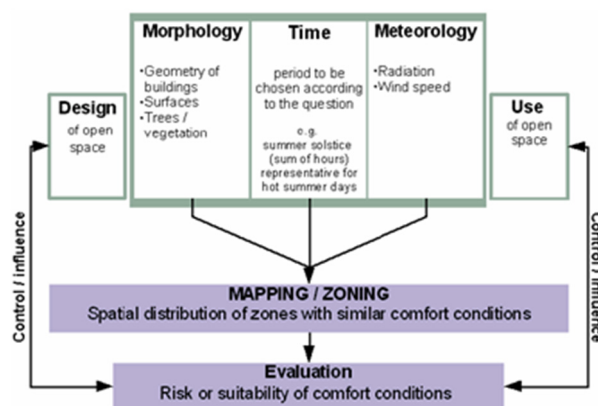 Morphology
•Geometry of
buildings
•Surfaces
•Trees /
vegetation
Time
period to be
chosen according
to the question
e.g.
summer solstice
(sum of hours)
representative for
hot summer days
Meteorology
•Radiation
•Wind speed
Design
of open
space
Use
of open
space
Control / influence
Control / influence
MAPPING / ZONING
Spatial distribution of zones with similar comfort conditions
Evaluation
Risk or suitability of comfort conditions